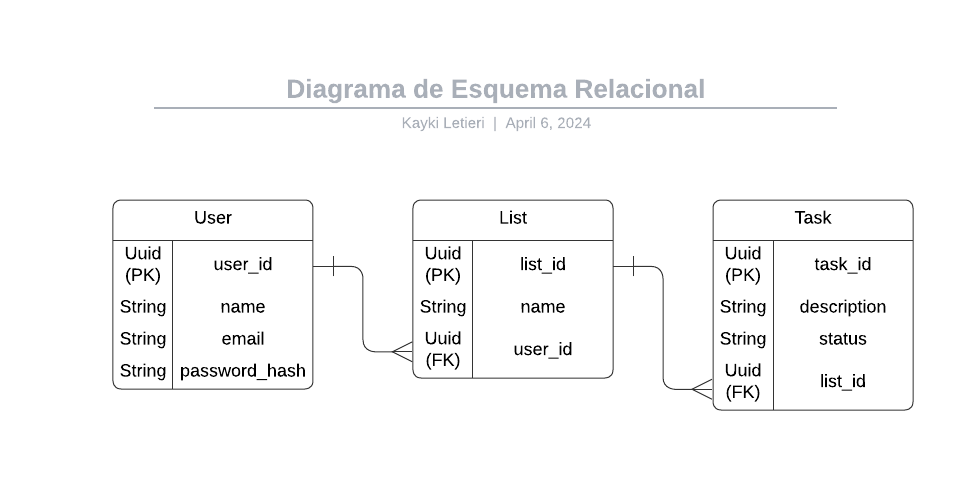 Diagrama de Esquema Relacional
Kayki Letieri | April 6, 2024
User
Uuid (PK) user_id
String name
String email
String password_hash
List
Uuid (PK) list_id
String name
Uuid (FK) user_id
Task
Uuid (PK) task_id
String description
String status
Uuid (FK) list_id